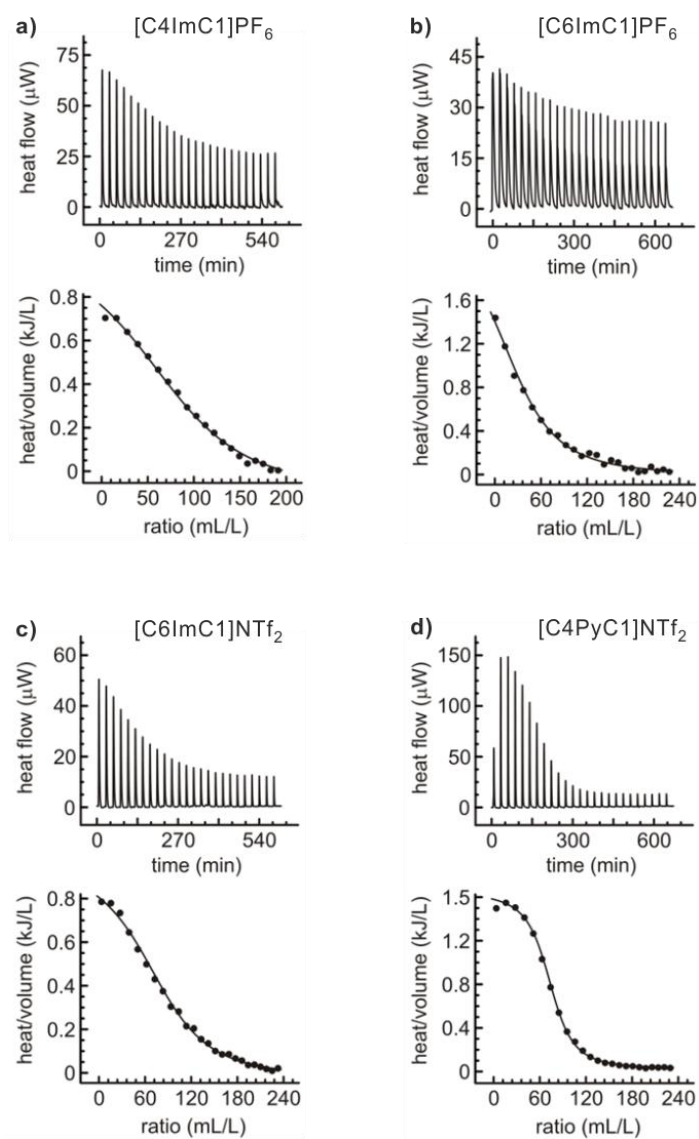 a) [C4ImC1]PF6
75
50
25
0
heat flow (μW)
0 270 540
time (min)
0.8
0.6
0.4
0.2
0
heat/volume (kJ/L)
0 50 100 150 200
ratio (mL/L)
b) [C6ImC1]PF6
45
30
15
0
heat flow (μW)
0 300 600
time (min)
1.6
1.2
0.8
0.4
0
heat/volume (kJ/L)
0 60 120 180 240
ratio (mL/L)
c) [C6ImC1]NTf2
60
40
20
0
heat flow (μW)
0 270 540
time (min)
0.8
0.6
0.4
0.2
0
heat/volume (kJ/L)
0 60 120 180 240
ratio (mL/L)
d) [C4PyC1]NTf2
150
100
50
0
heat flow (μW)
0 300 600
time (min)
1.5
1.2
0.8
0.4
0
heat/volume (kJ/L)
0 60 120 180 240
ratio (mL/L)